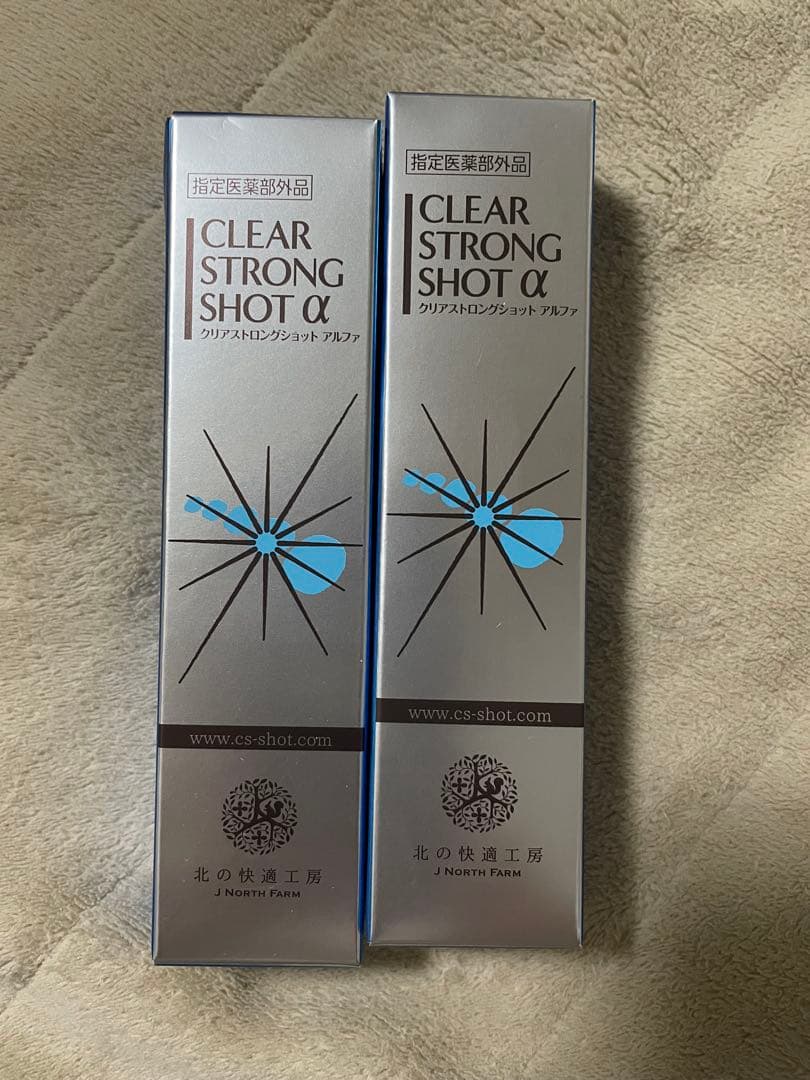 指定医薬部外品
CLEAR
STRONG
SHOT α
クリアストロングショット アルファ
www.cs-shot.com
北の快適工房
J NORTH FARM
指定医薬部外品
CLEAR
STRONG
SHOT α
クリアストロングショット アルファ
www.cs-shot.com
北の快適工房
J NORTH FARM